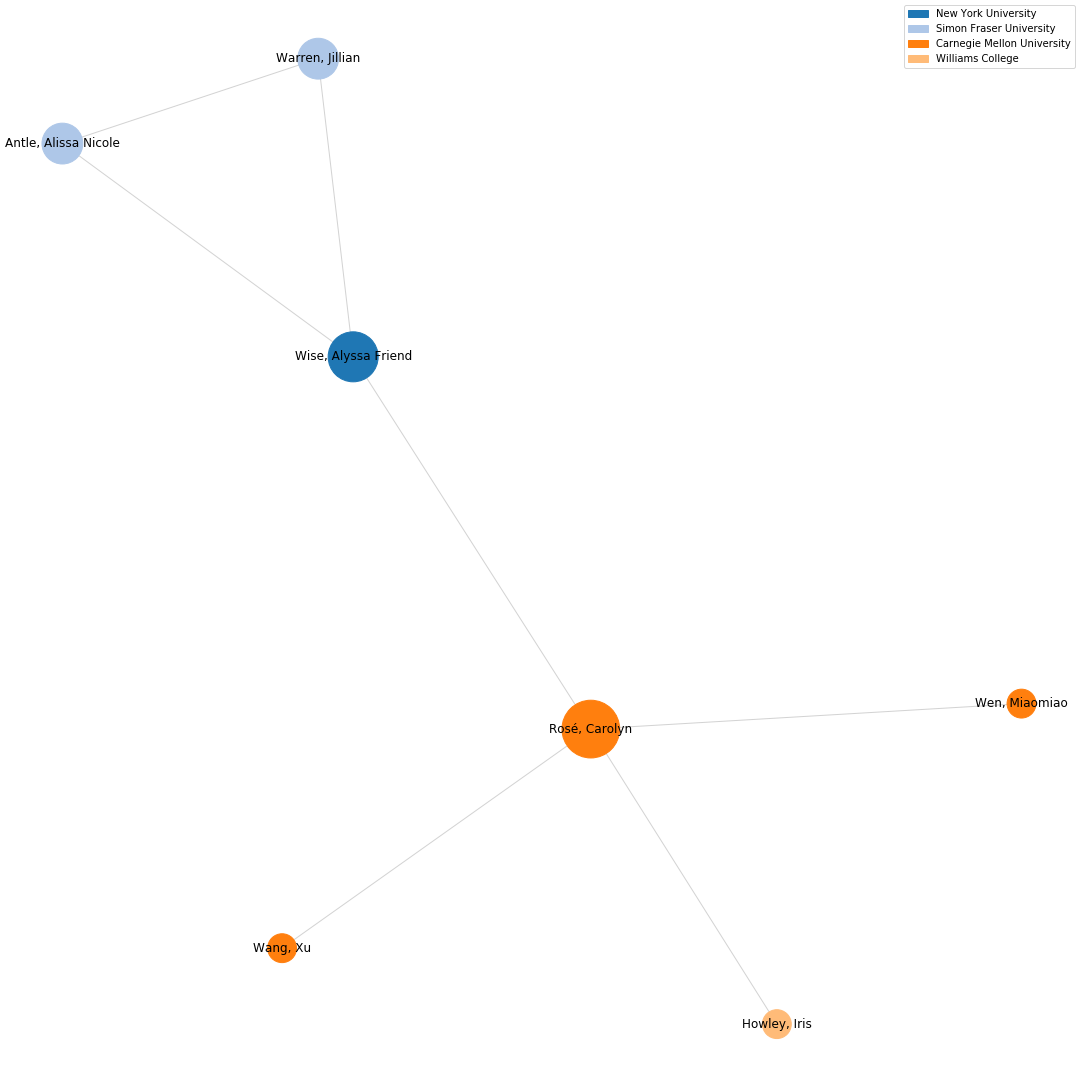 New York University
Simon Fraser University
Carnegie Mellon University
Williams College
Warren, Jillian
Antle, Alissa Nicole
Wise, Alyssa Friend
Wen, Miaomiao
Rosé, Carolyn
Wang, Xu
Howley, Iris